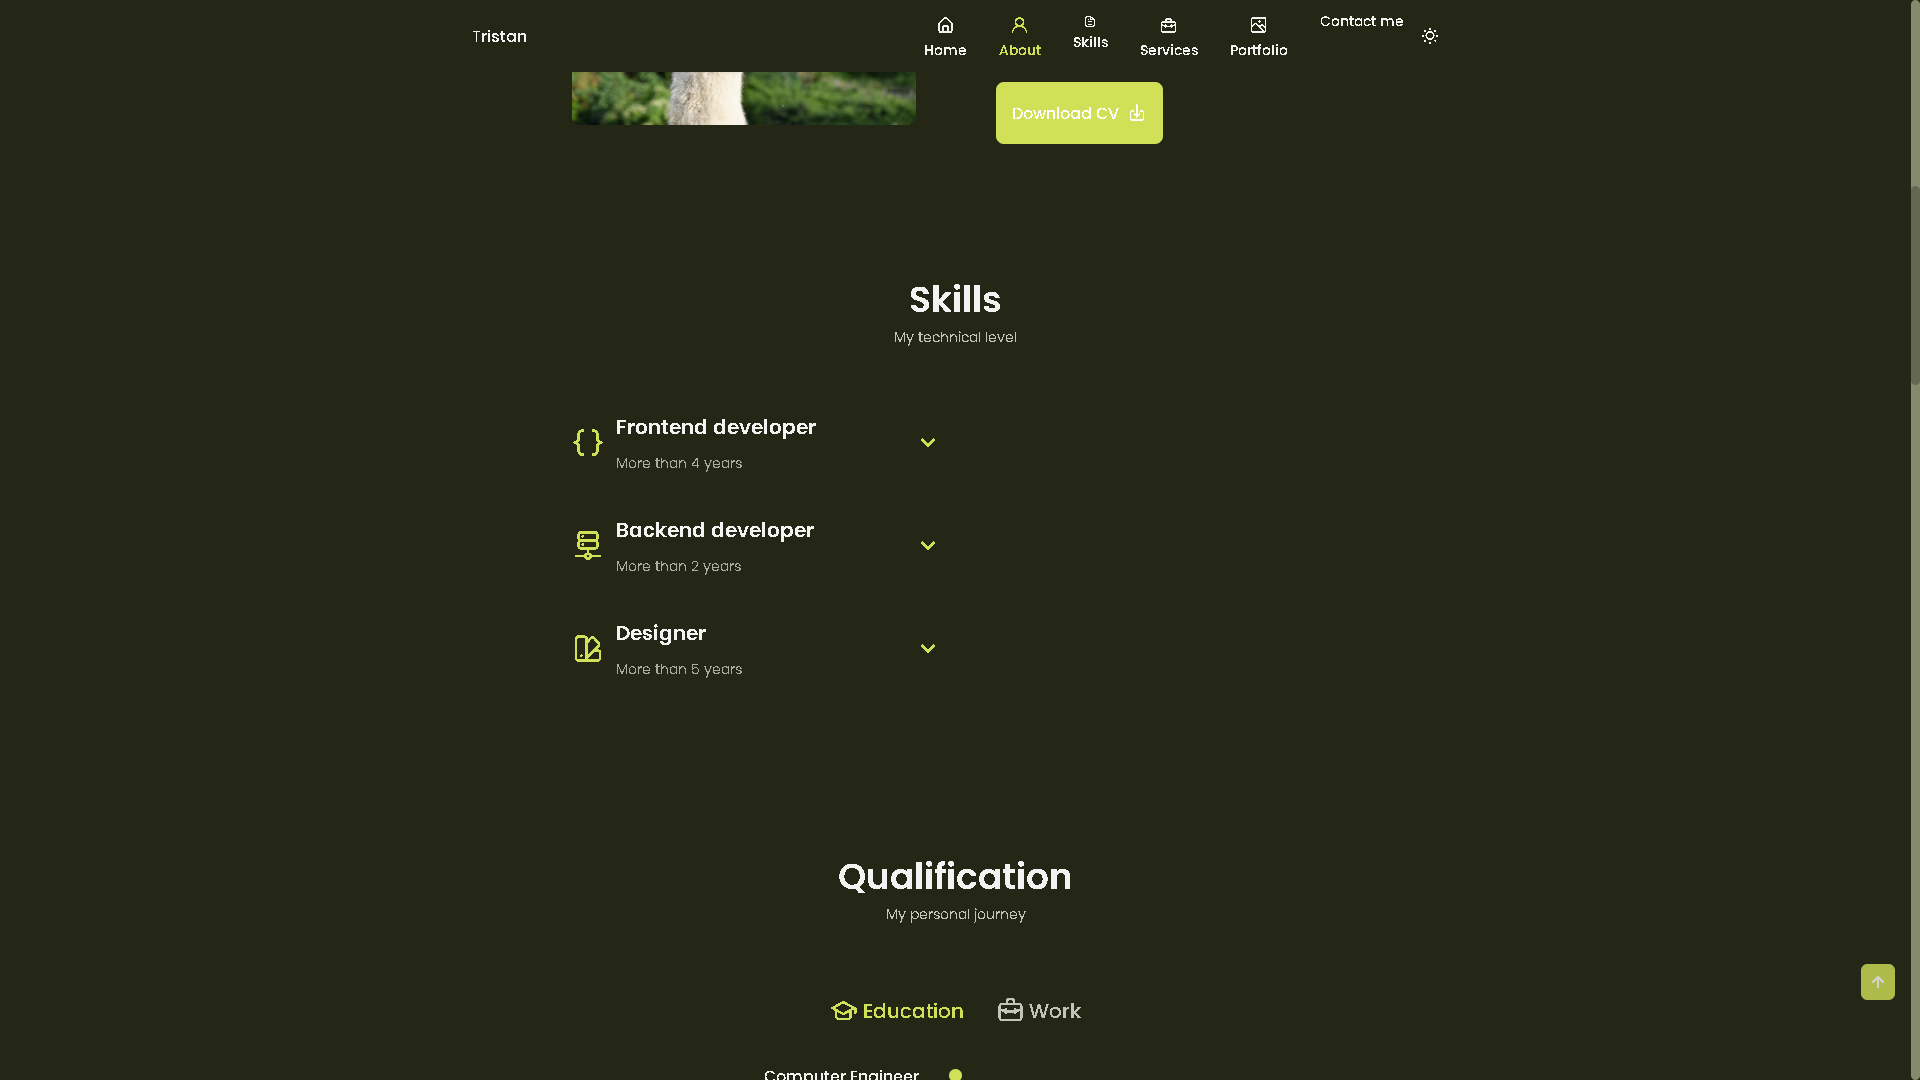 Tristan
Home
About
Skills
Services
Portfolio
Contact me
Download CV
Skills
My technical level
Frontend developer
More than 4 years
Backend developer
More than 2 years
Designer
More than 5 years
Qualification
My personal journey
Education
Work
Computer Engineer